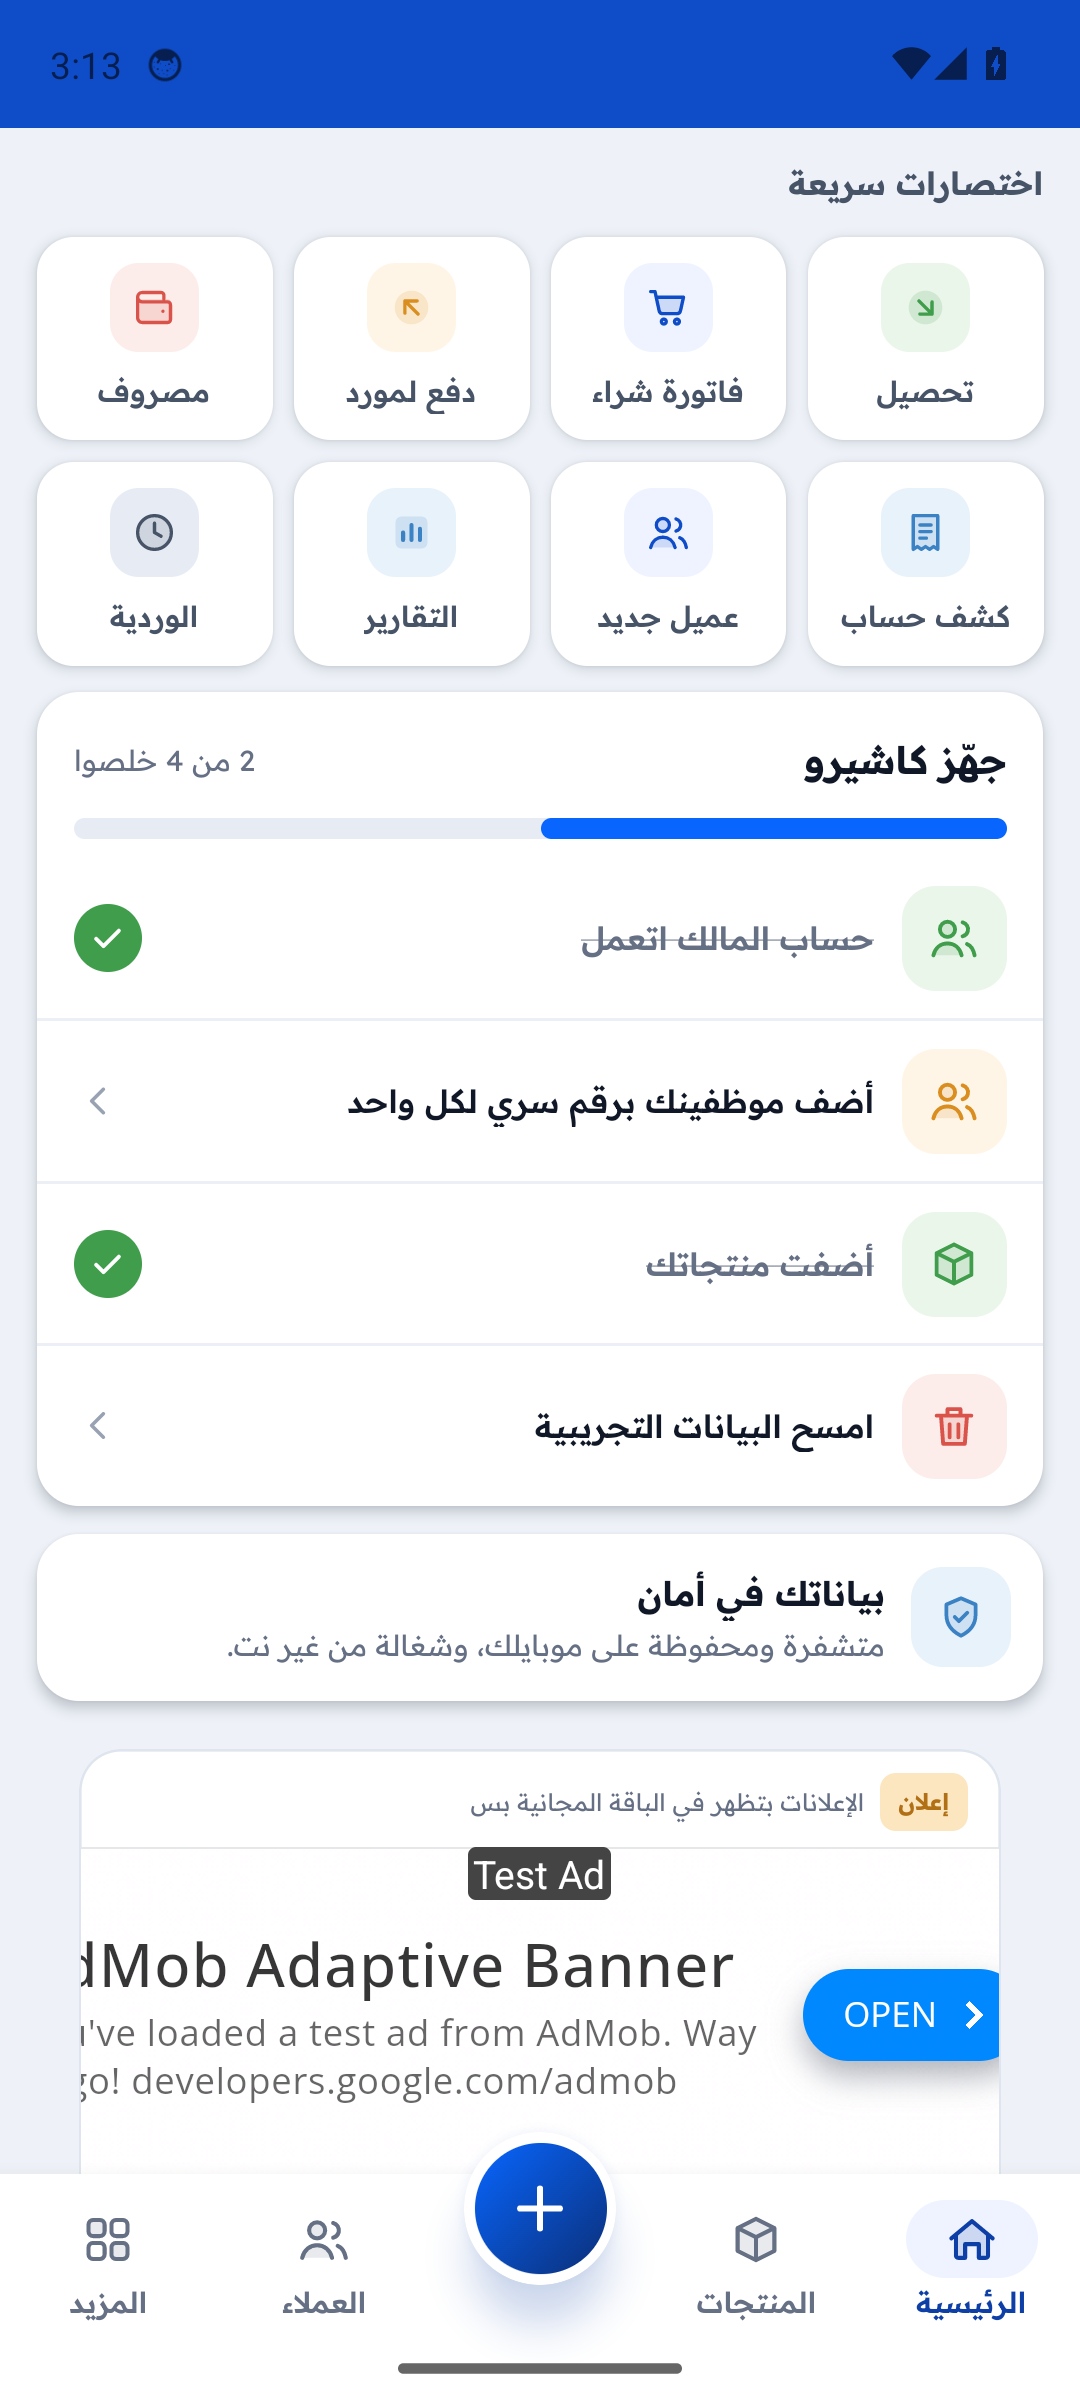 3:13
اختصارات سريعة
تحصيل
فاتورة شراء
دفع لمورد
مصروف
كشف حساب
عميل جديد
التقارير
الوردية
جهّز كاشيرو
2 من 4 خلصوا
حساب المالك اتعمل
أضف موظفينك برقم سري لكل واحد
أضفت منتجاتك
امسح البيانات التجريبية
بياناتك في أمان
متشفرة ومحفوظة على موبايلك، وشغالة من غير نت.
إعلان
الإعلانات بتظهر في الباقة المجانية بس
Test Ad
dMob Adaptive Banner
u've loaded a test ad from AdMob. Way
go! developers.google.com/admob
OPEN
الرئيسية
المنتجات
العملاء
المزيد